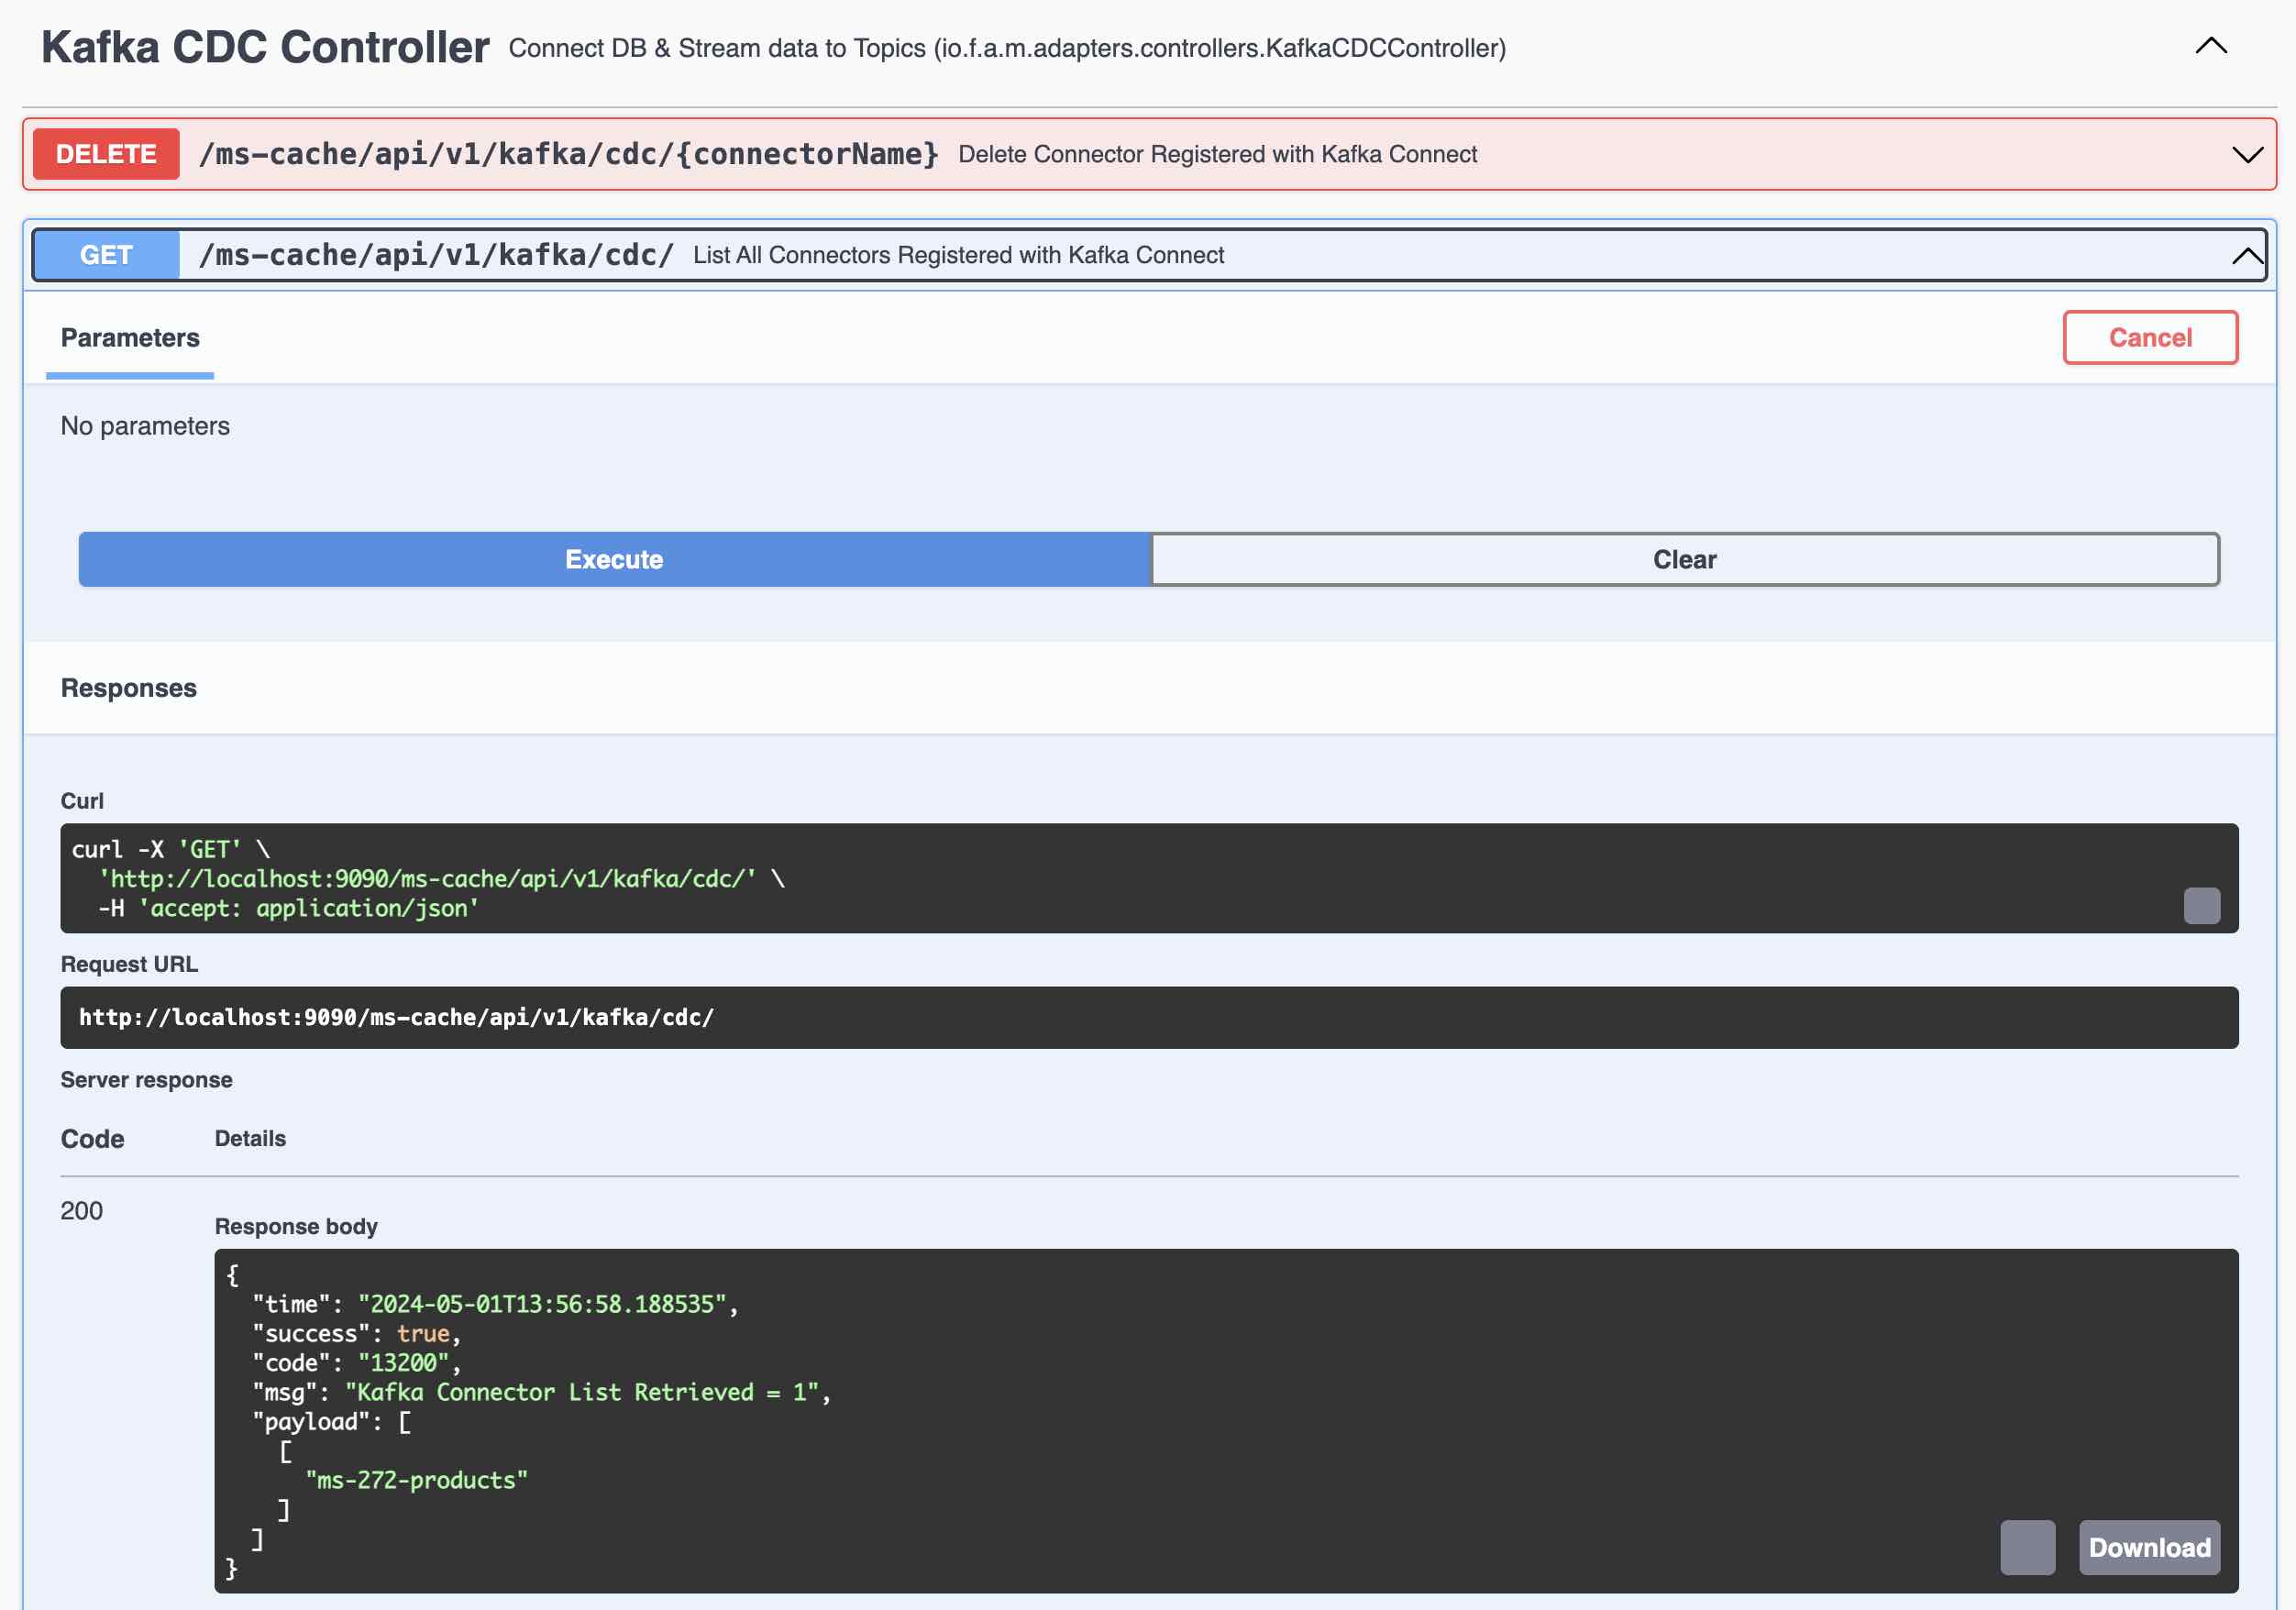 Kafka CDC Controller Connect DB & Stream data to Topics (io.f.a.m.adapters.controllers.KafkaCDCController)
DELETE /ms-cache/api/v1/kafka/cdc/{connectorName} Delete Connector Registered with Kafka Connect
GET /ms-cache/api/v1/kafka/cdc/ List All Connectors Registered with Kafka Connect
Parameters Cancel
No parameters
Execute Clear
Responses
Curl
curl -X 'GET' \
  'http://localhost:9090/ms-cache/api/v1/kafka/cdc/' \
  -H 'accept: application/json'
Request URL
http://localhost:9090/ms-cache/api/v1/kafka/cdc/
Server response
Code Details
200
Response body
{
  "time": "2024-05-01T13:56:58.188535",
  "success": true,
  "code": "13200",
  "msg": "Kafka Connector List Retrieved = 1",
  "payload": [
    [
      "ms-272-products"
    ]
  ]
}
Download